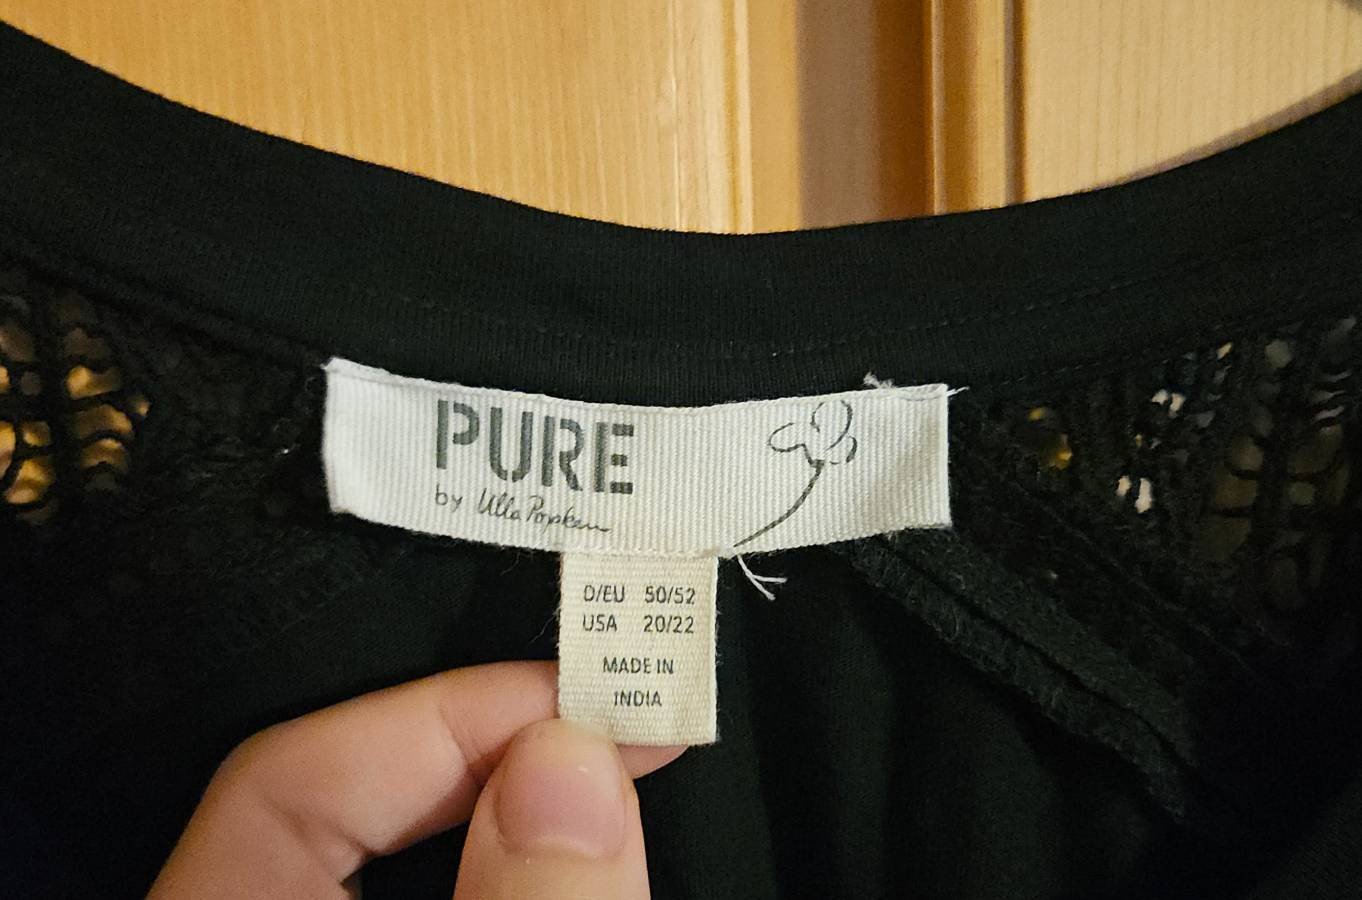 PURE
by Ulla Popken
D/EU 50/52
USA 20/22
MADE IN
INDIA